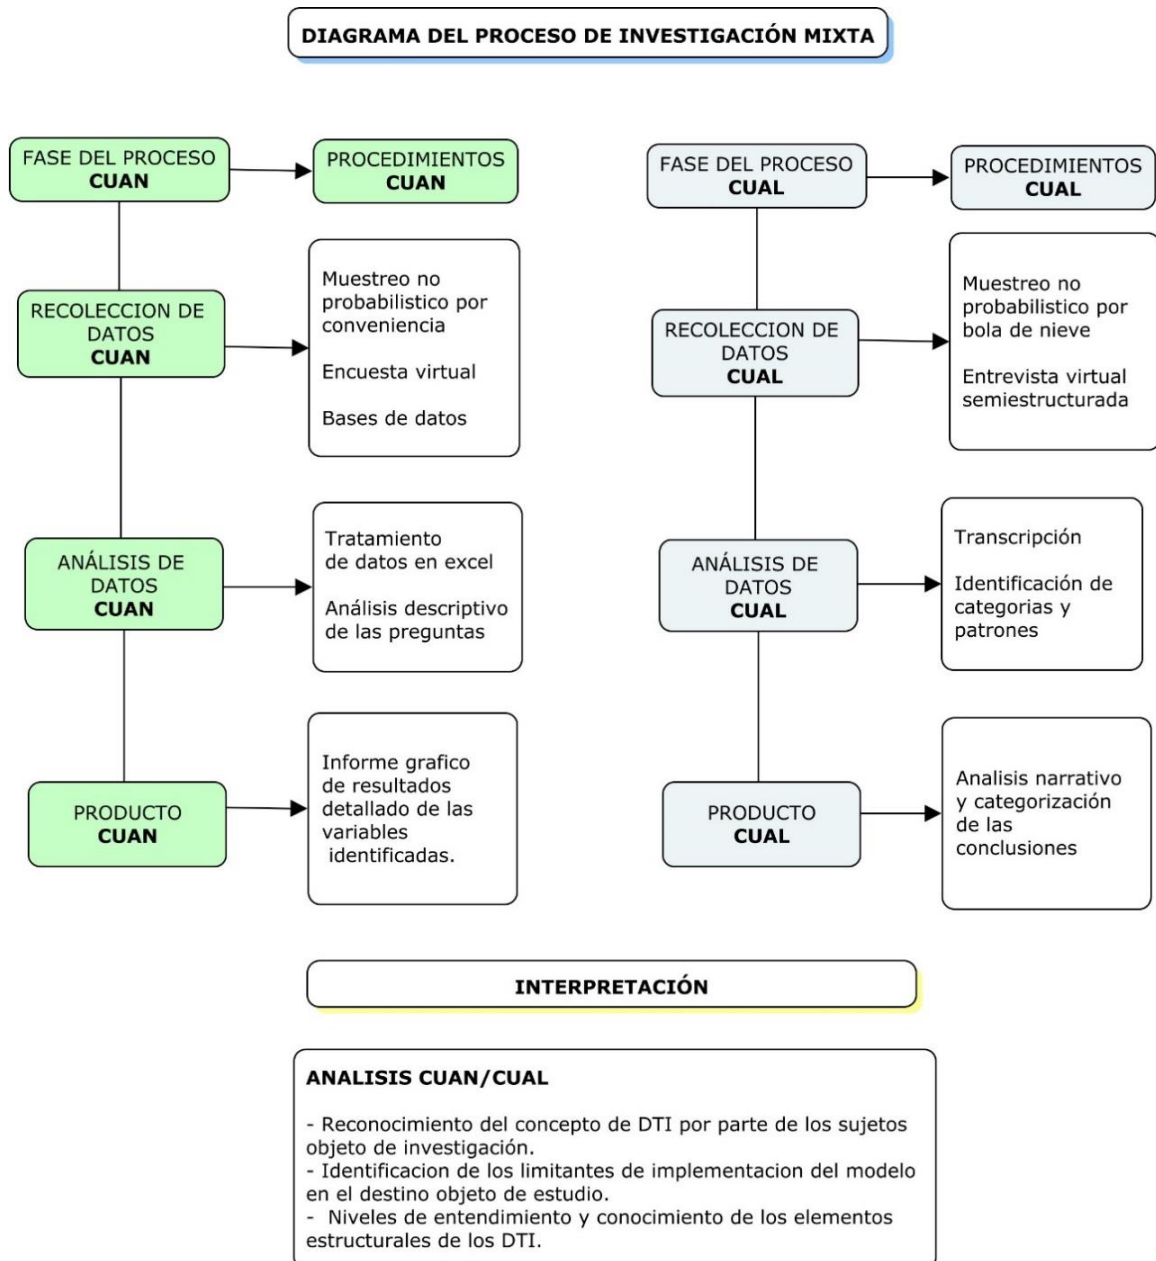 DIAGRAMA DEL PROCESO DE INVESTIGACIÓN MIXTA
FASE DEL PROCESO
CUAN
PROCEDIMIENTOS
CUAN
RECOLECCION DE
DATOS
CUAN
Muestreo no
probabilistico por
conveniencia
Encuesta virtual
Bases de datos
ANÁLISIS DE
DATOS
CUAN
Tratamiento
de datos en excel
Análisis descriptivo
de las preguntas
PRODUCTO
CUAN
Informe grafico
de resultados
detallado de las
variables
identificadas.
FASE DEL PROCESO
CUAL
PROCEDIMIENTOS
CUAL
RECOLECCION DE
DATOS
CUAL
Muestreo no
probabilistico por
bola de nieve
Entrevista virtual
semiestructurada
ANÁLISIS DE
DATOS
CUAL
Transcripción
Identificación de
categorias y
patrones
PRODUCTO
CUAL
Analisis narrativo
y categorización
de las
conclusiones
INTERPRETACIÓN
ANALISIS CUAN/CUAL
- Reconocimiento del concepto de DTI por parte de los sujetos
objeto de investigación.
- Identificacion de los limitantes de implementacion del modelo
en el destino objeto de estudio.
- Niveles de entendimiento y conocimiento de los elementos
estructurales de los DTI.